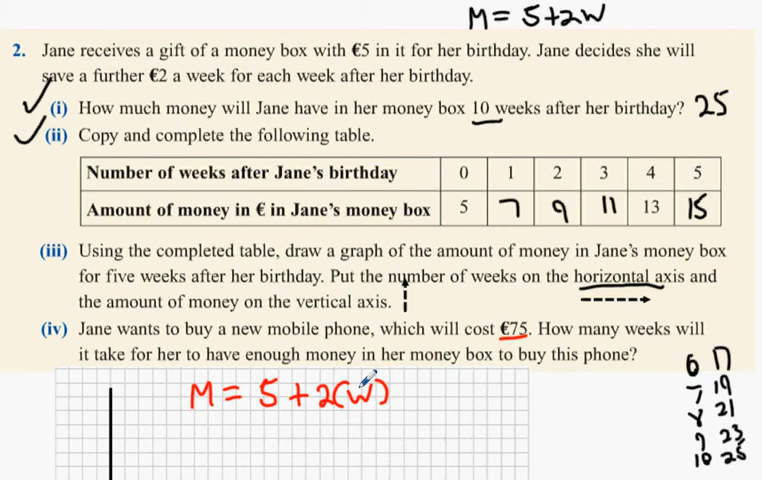 M = 5 + 2W
2. Jane receives a gift of a money box with €5 in it for her birthday. Jane decides she will
save a further €2 a week for each week after her birthday.
(i) How much money will Jane have in her money box 10 weeks after her birthday? 25
(ii) Copy and complete the following table.
Number of weeks after Jane's birthday 0 1 2 3 4 5
Amount of money in € in Jane's money box 5 7 9 11 13 15
(iii) Using the completed table, draw a graph of the amount of money in Jane's money box
for five weeks after her birthday. Put the number of weeks on the horizontal axis and
the amount of money on the vertical axis.
(iv) Jane wants to buy a new mobile phone, which will cost €75. How many weeks will
it take for her to have enough money in her money box to buy this phone?
6 17
7 19
21
23
10 25
M = 5 + 2(W)